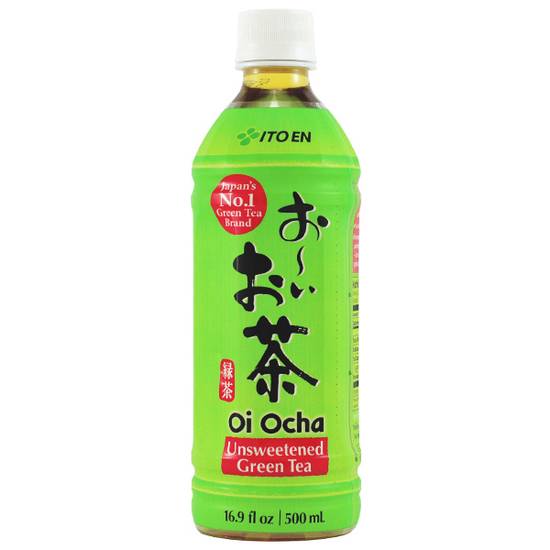 ITO EN
Japan's
No.1
Green Tea
Brand
お〜い
お茶
緑茶
Oi Ocha
Unsweetened
Green Tea
16.9 fl oz | 500 mL